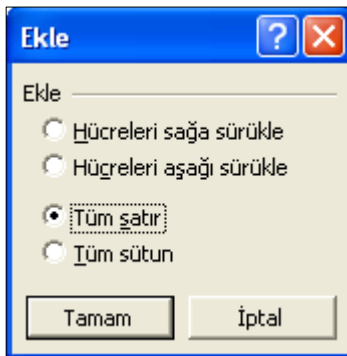 Ekle
Ekle
Hücreleri sağa sürükle
Hücreleri aşağı sürükle
Tüm satır
Tüm sütun
Tamam
İptal